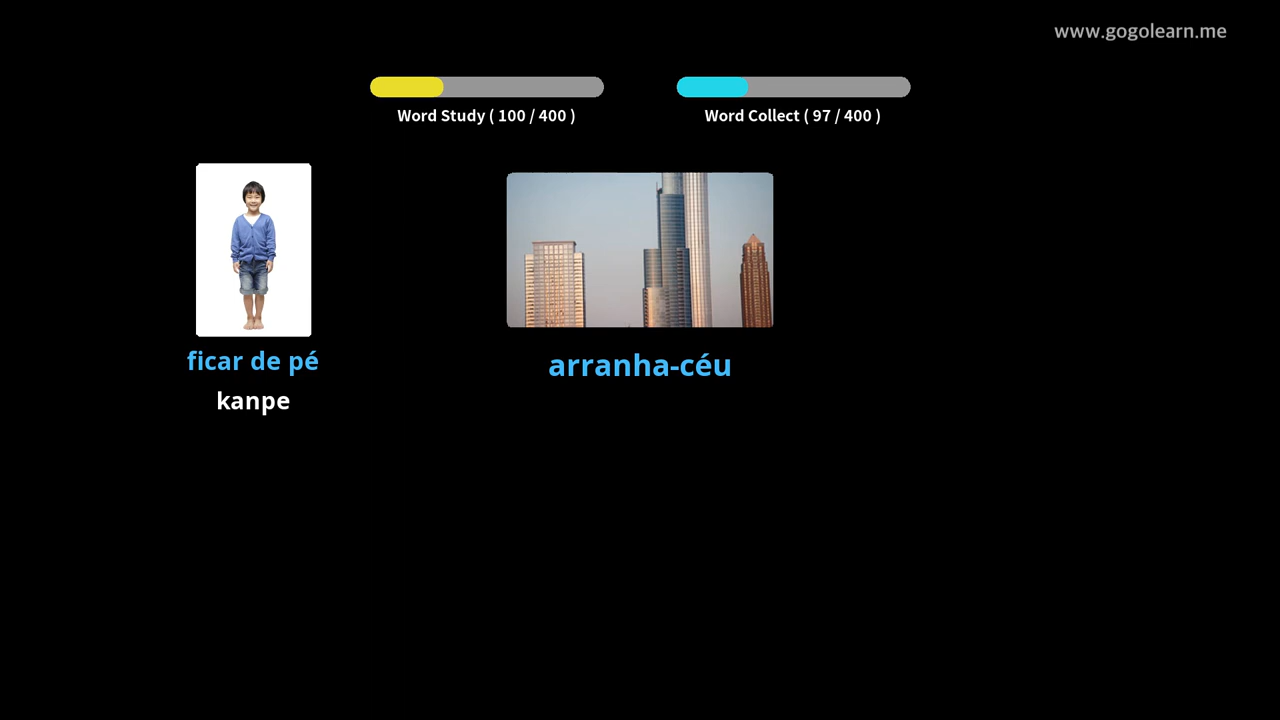 www.gogolearn.me
Word Study ( 100 / 400 )
Word Collect ( 97 / 400 )
ficar de pé
kanpe
arranha-céu